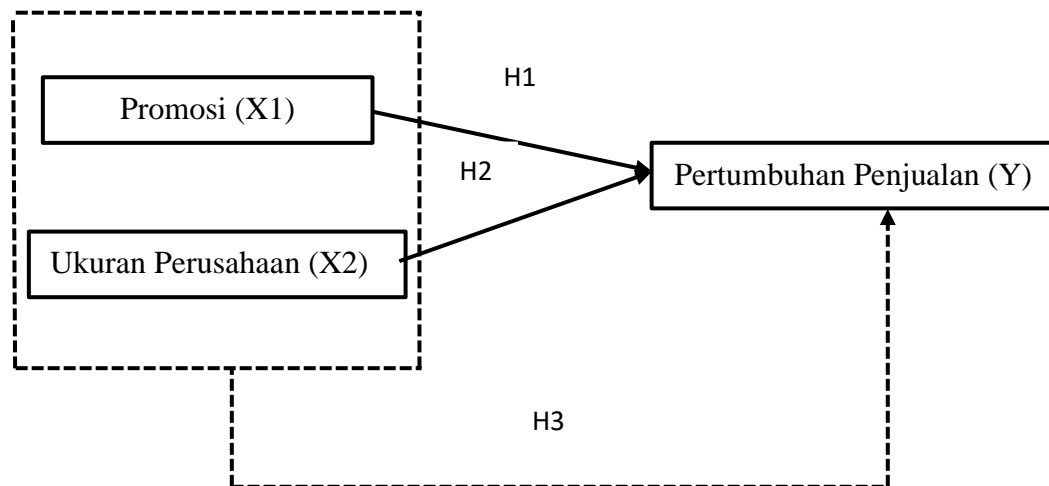 H1
Promosi (X1)
H2
Pertumbuhan Penjualan (Y)
Ukuran Perusahaan (X2)
H3